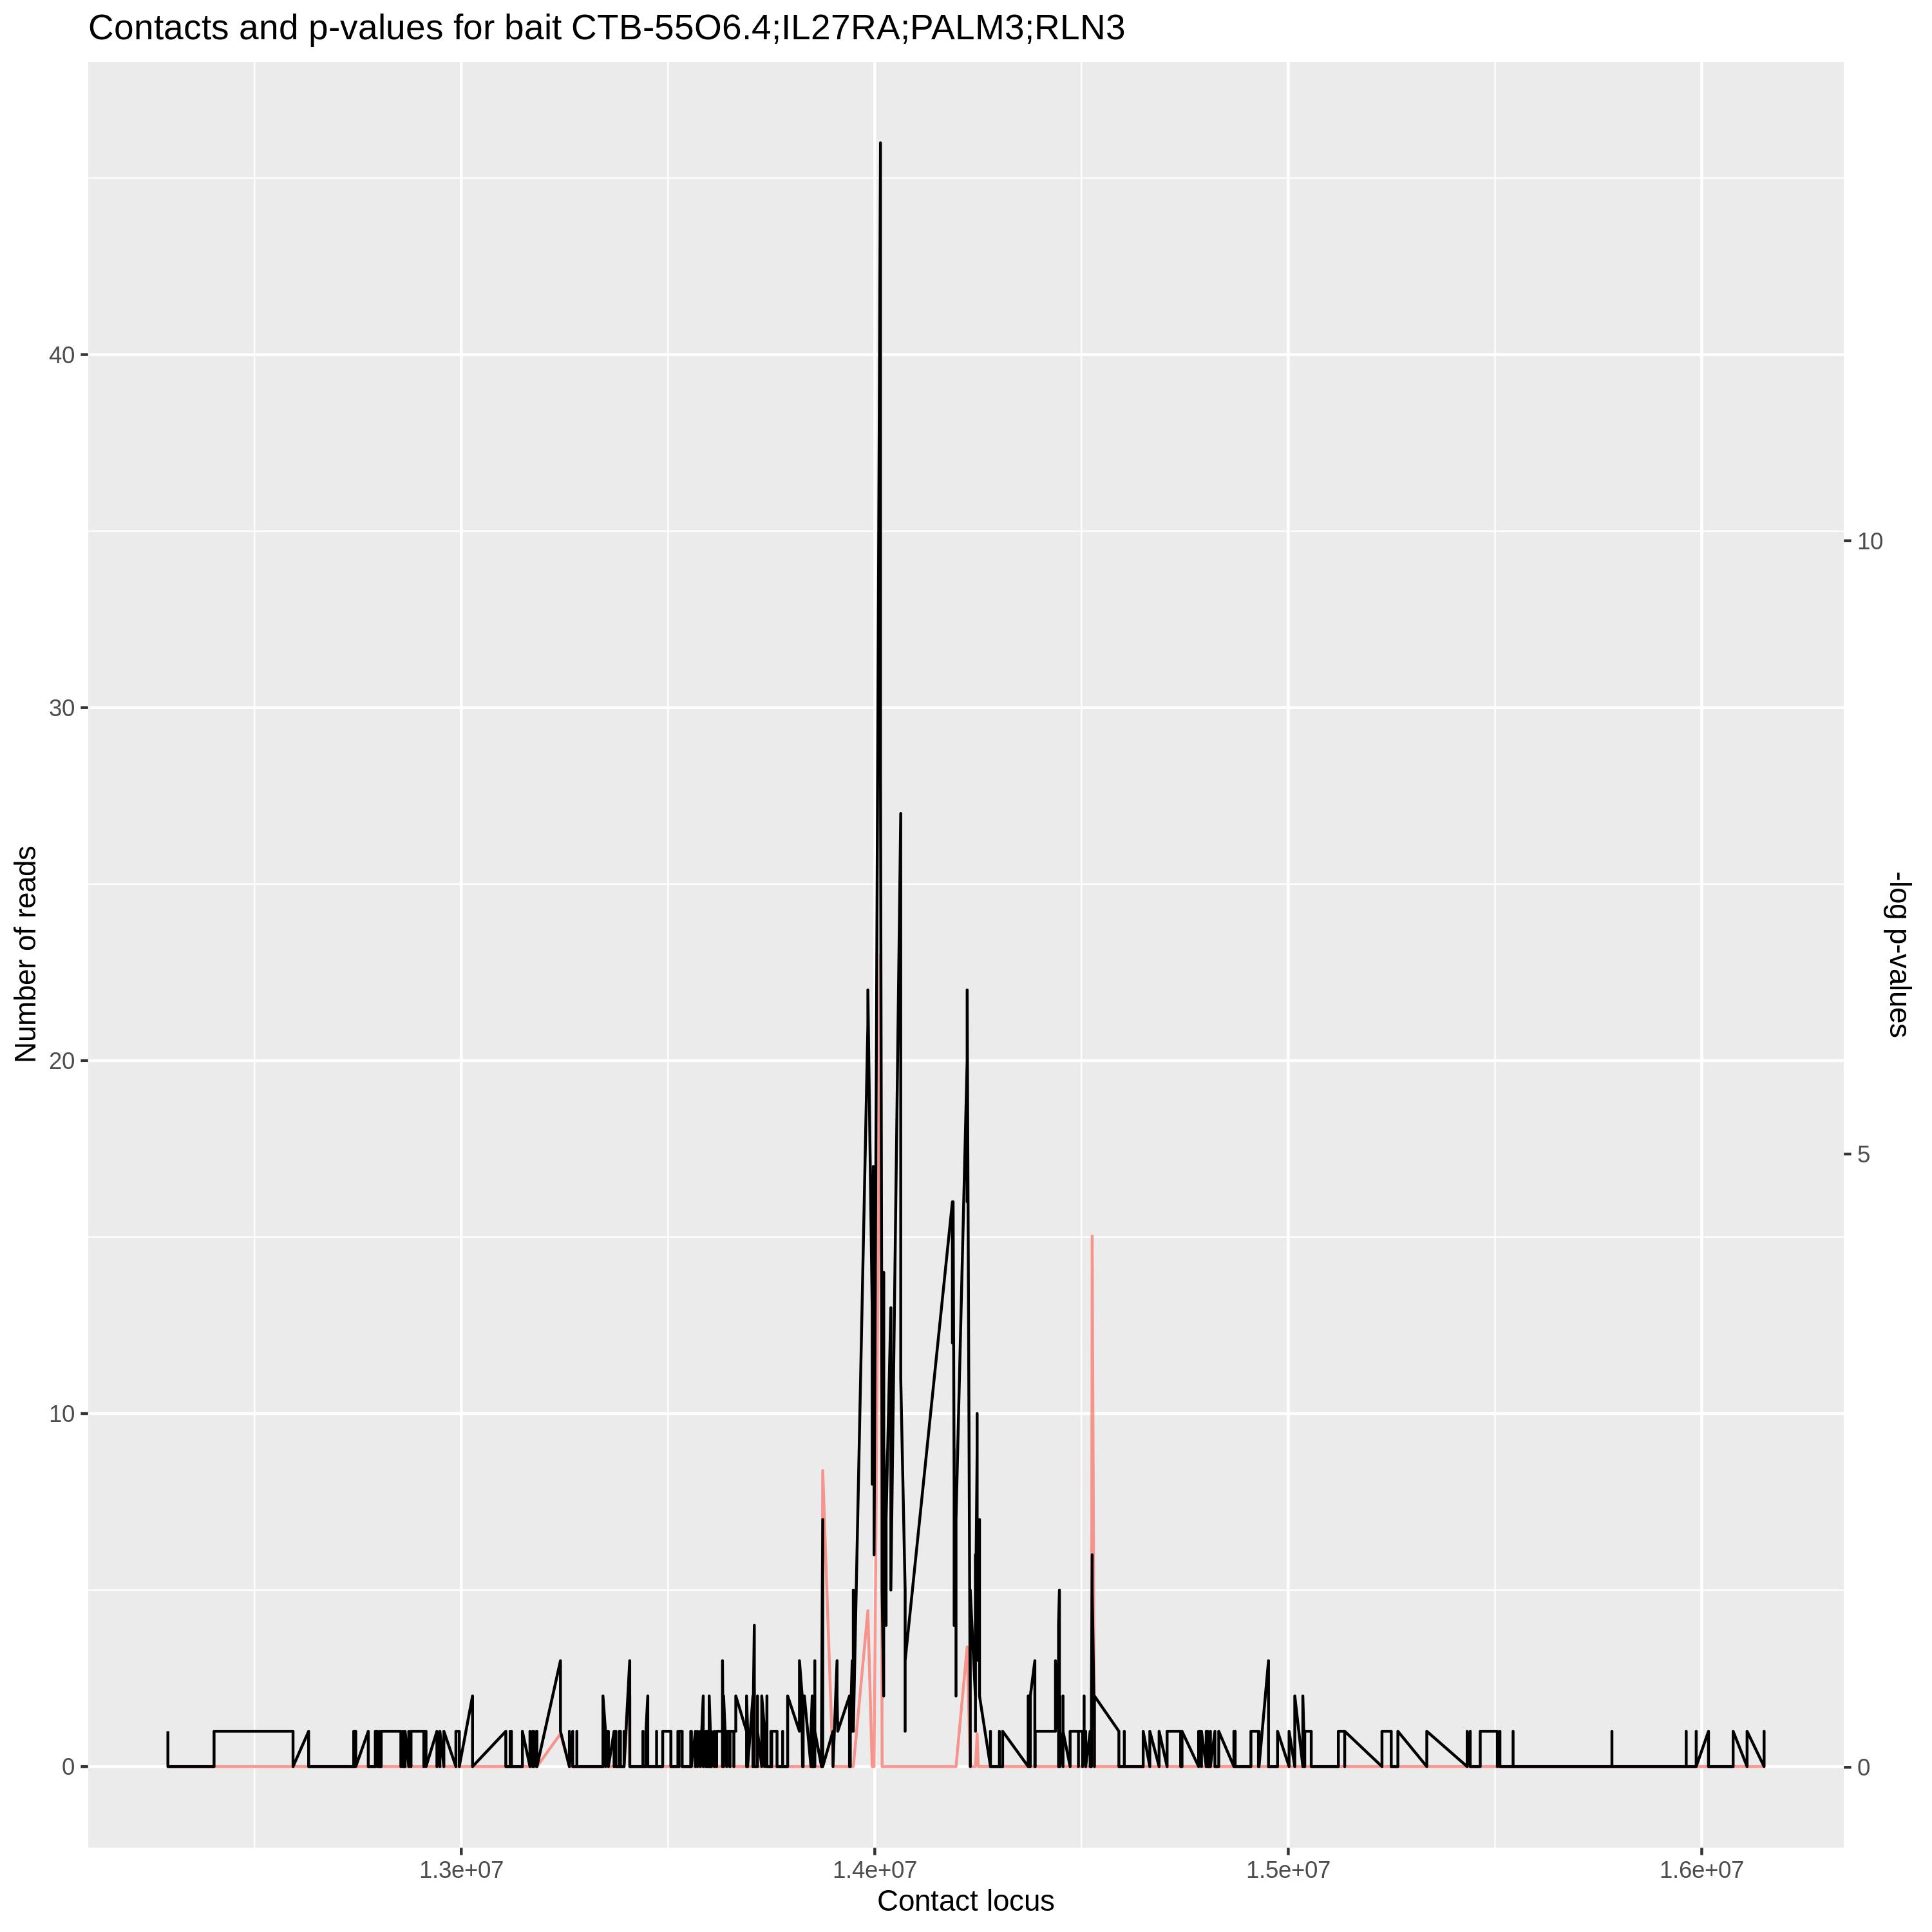 Contacts and p-values for bait CTB-55O6.4;IL27RA;PALM3;RLN3
40
30
20
10
0
Number of reads
10
5
0
-log p-values
1.3e+07
1.4e+07
1.5e+07
1.6e+07
Contact locus